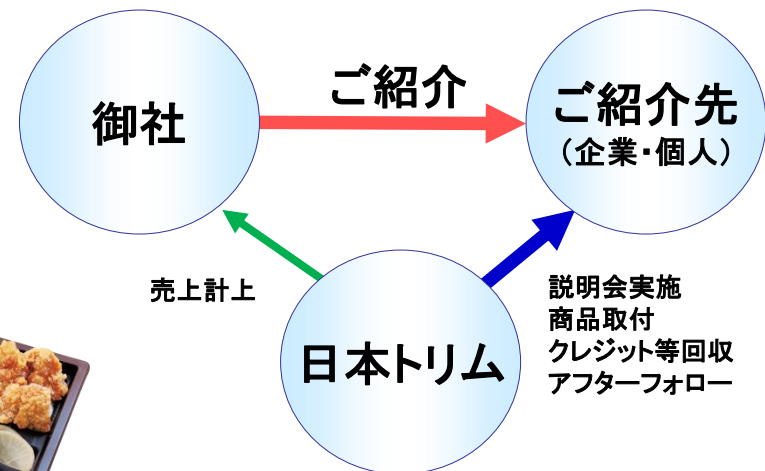 ご紹介
御社
ご紹介先
（企業・個人）
売上計上
日本トリム
説明会実施
商品取付
クレジット等回収
アフターフォロー